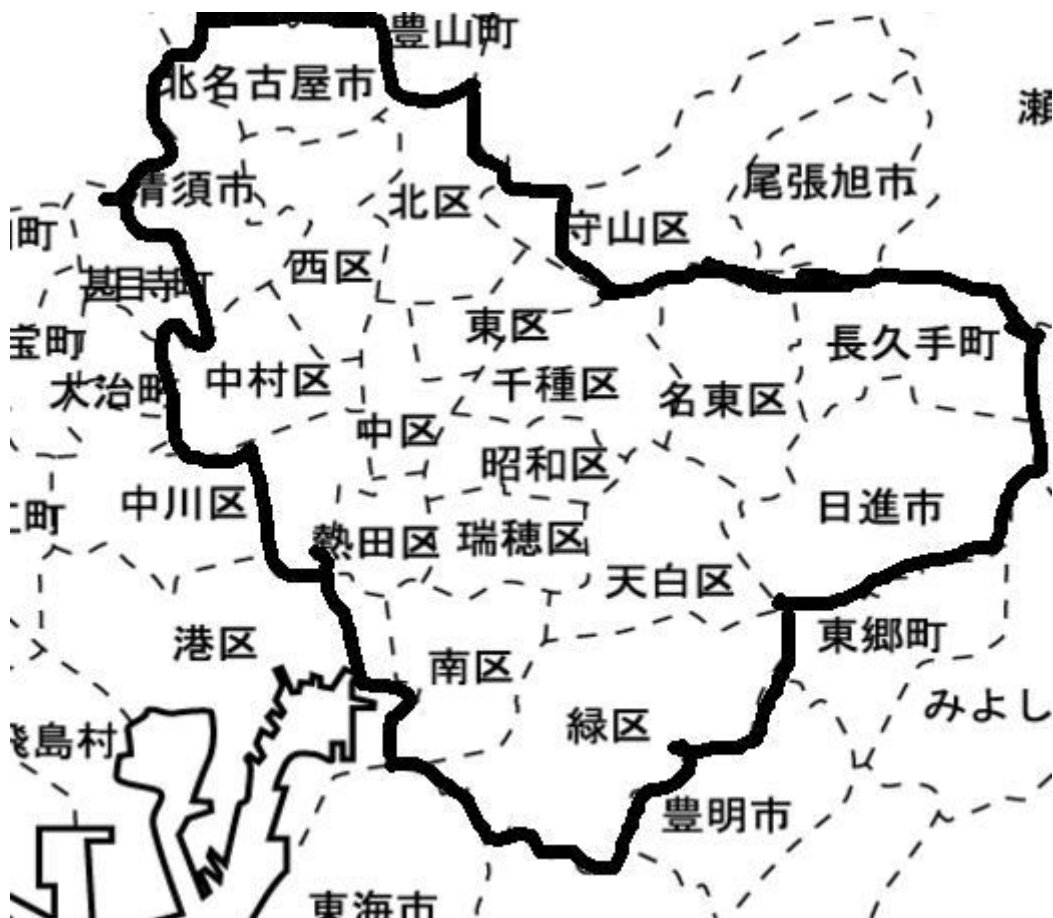 豊山町
北名古屋市
瀬
尾張旭市
清須市
北区
守山区
町
西区
甚目寺町
東区
宝町
長久手町
中村区
千種区
大治町
名東区
中区
昭和区
中川区
日進市
町
熱田区
瑞穂区
天白区
東郷町
港区
南区
みよし
緑区
飛島村
豊明市
東海市